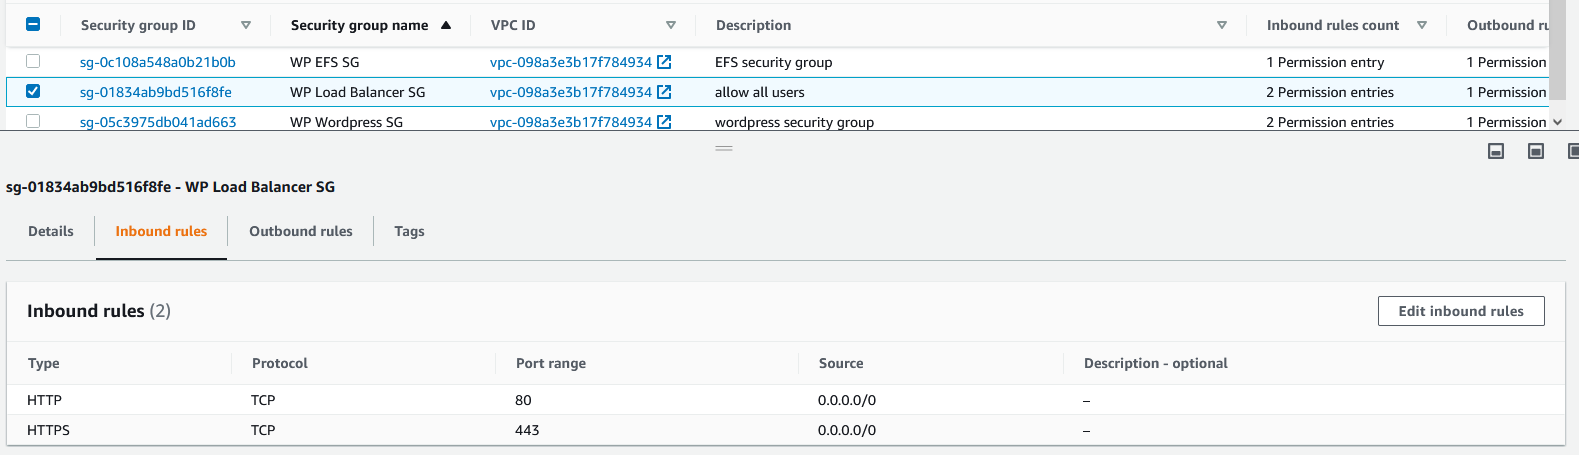 Security group ID Security group name VPC ID Description Inbound rules count Outbound ru
sg-0c108a548a0b21b0b WP EFS SG vpc-098a3e3b17f784934 EFS security group 1 Permission entry 1 Permission
sg-01834ab9bd516f8fe WP Load Balancer SG vpc-098a3e3b17f784934 allow all users 2 Permission entries 1 Permission
sg-05c3975db041ad663 WP Wordpress SG vpc-098a3e3b17f784934 wordpress security group 2 Permission entries 1 Permission
sg-01834ab9bd516f8fe - WP Load Balancer SG
Details Inbound rules Outbound rules Tags
Inbound rules (2) Edit inbound rules
Type Protocol Port range Source Description - optional
HTTP TCP 80 0.0.0.0/0 –
HTTPS TCP 443 0.0.0.0/0 –